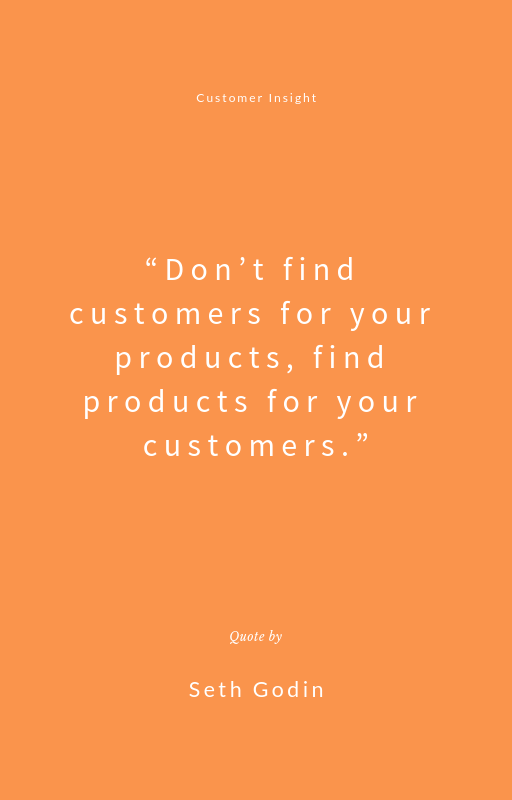 Customer Insight
“Don’t find
customers for your
products, find
products for your
customers.”
Quote by
Seth Godin